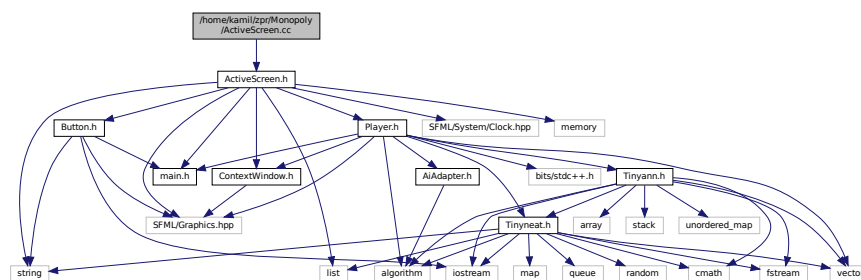 /home/kamil/zpr/Monopoly
/ActiveScreen.cc
ActiveScreen.h
Button.h
Player.h
SFML/System/Clock.hpp
memory
main.h
ContextWindow.h
AiAdapter.h
bits/stdc++.h
Tinyann.h
SFML/Graphics.hpp
Tinyneat.h
array
stack
unordered_map
string
list
algorithm
iostream
map
queue
random
cmath
fstream
vector